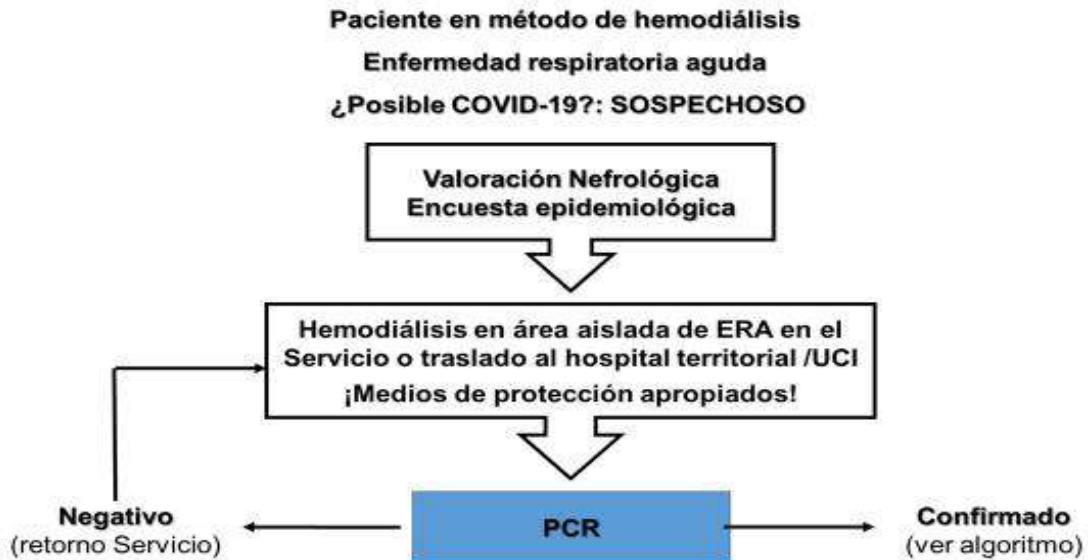 Paciente en método de hemodiálisis
Enfermedad respiratoria aguda
¿Posible COVID-19?: SOSPECHOSO
Valoración Nefrológica
Encuesta epidemiológica
Hemodiálisis en área aislada de ERA en el
Servicio o traslado al hospital territorial /UCI
¡Medios de protección apropiados!
Negativo
(retorno Servicio)
PCR
Confirmado
(ver algoritmo)